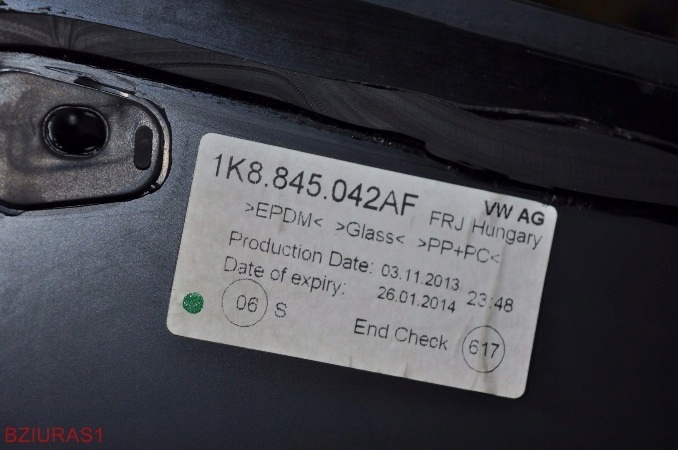 1K8.845.042AF
VW AG
>EPDM< >Glass< >PP+PC<
FRJ Hungary
Production Date: 03.11.2013 23:48
Date of expiry: 26.01.2014
06 S
End Check 617
BZIURAS1